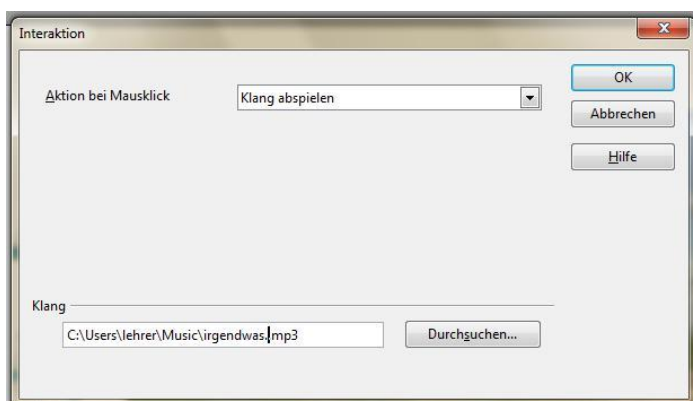 Interaktion
Aktion bei Mausklick
Klang abspielen
OK
Abbrechen
Hilfe
Klang
C:\Users\lehrer\Music\irgendwas.mp3
Durchsuchen...